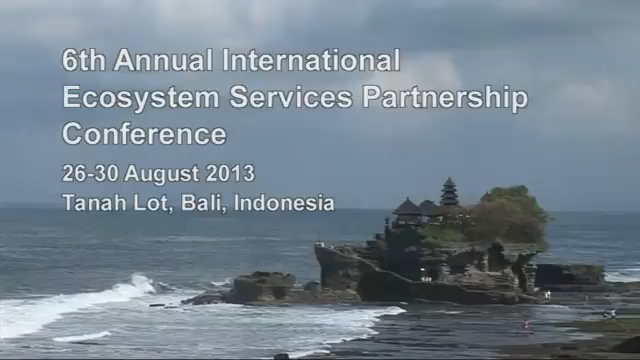 6th Annual International
Ecosystem Services Partnership
Conference
26-30 August 2013
Tanah Lot, Bali, Indonesia